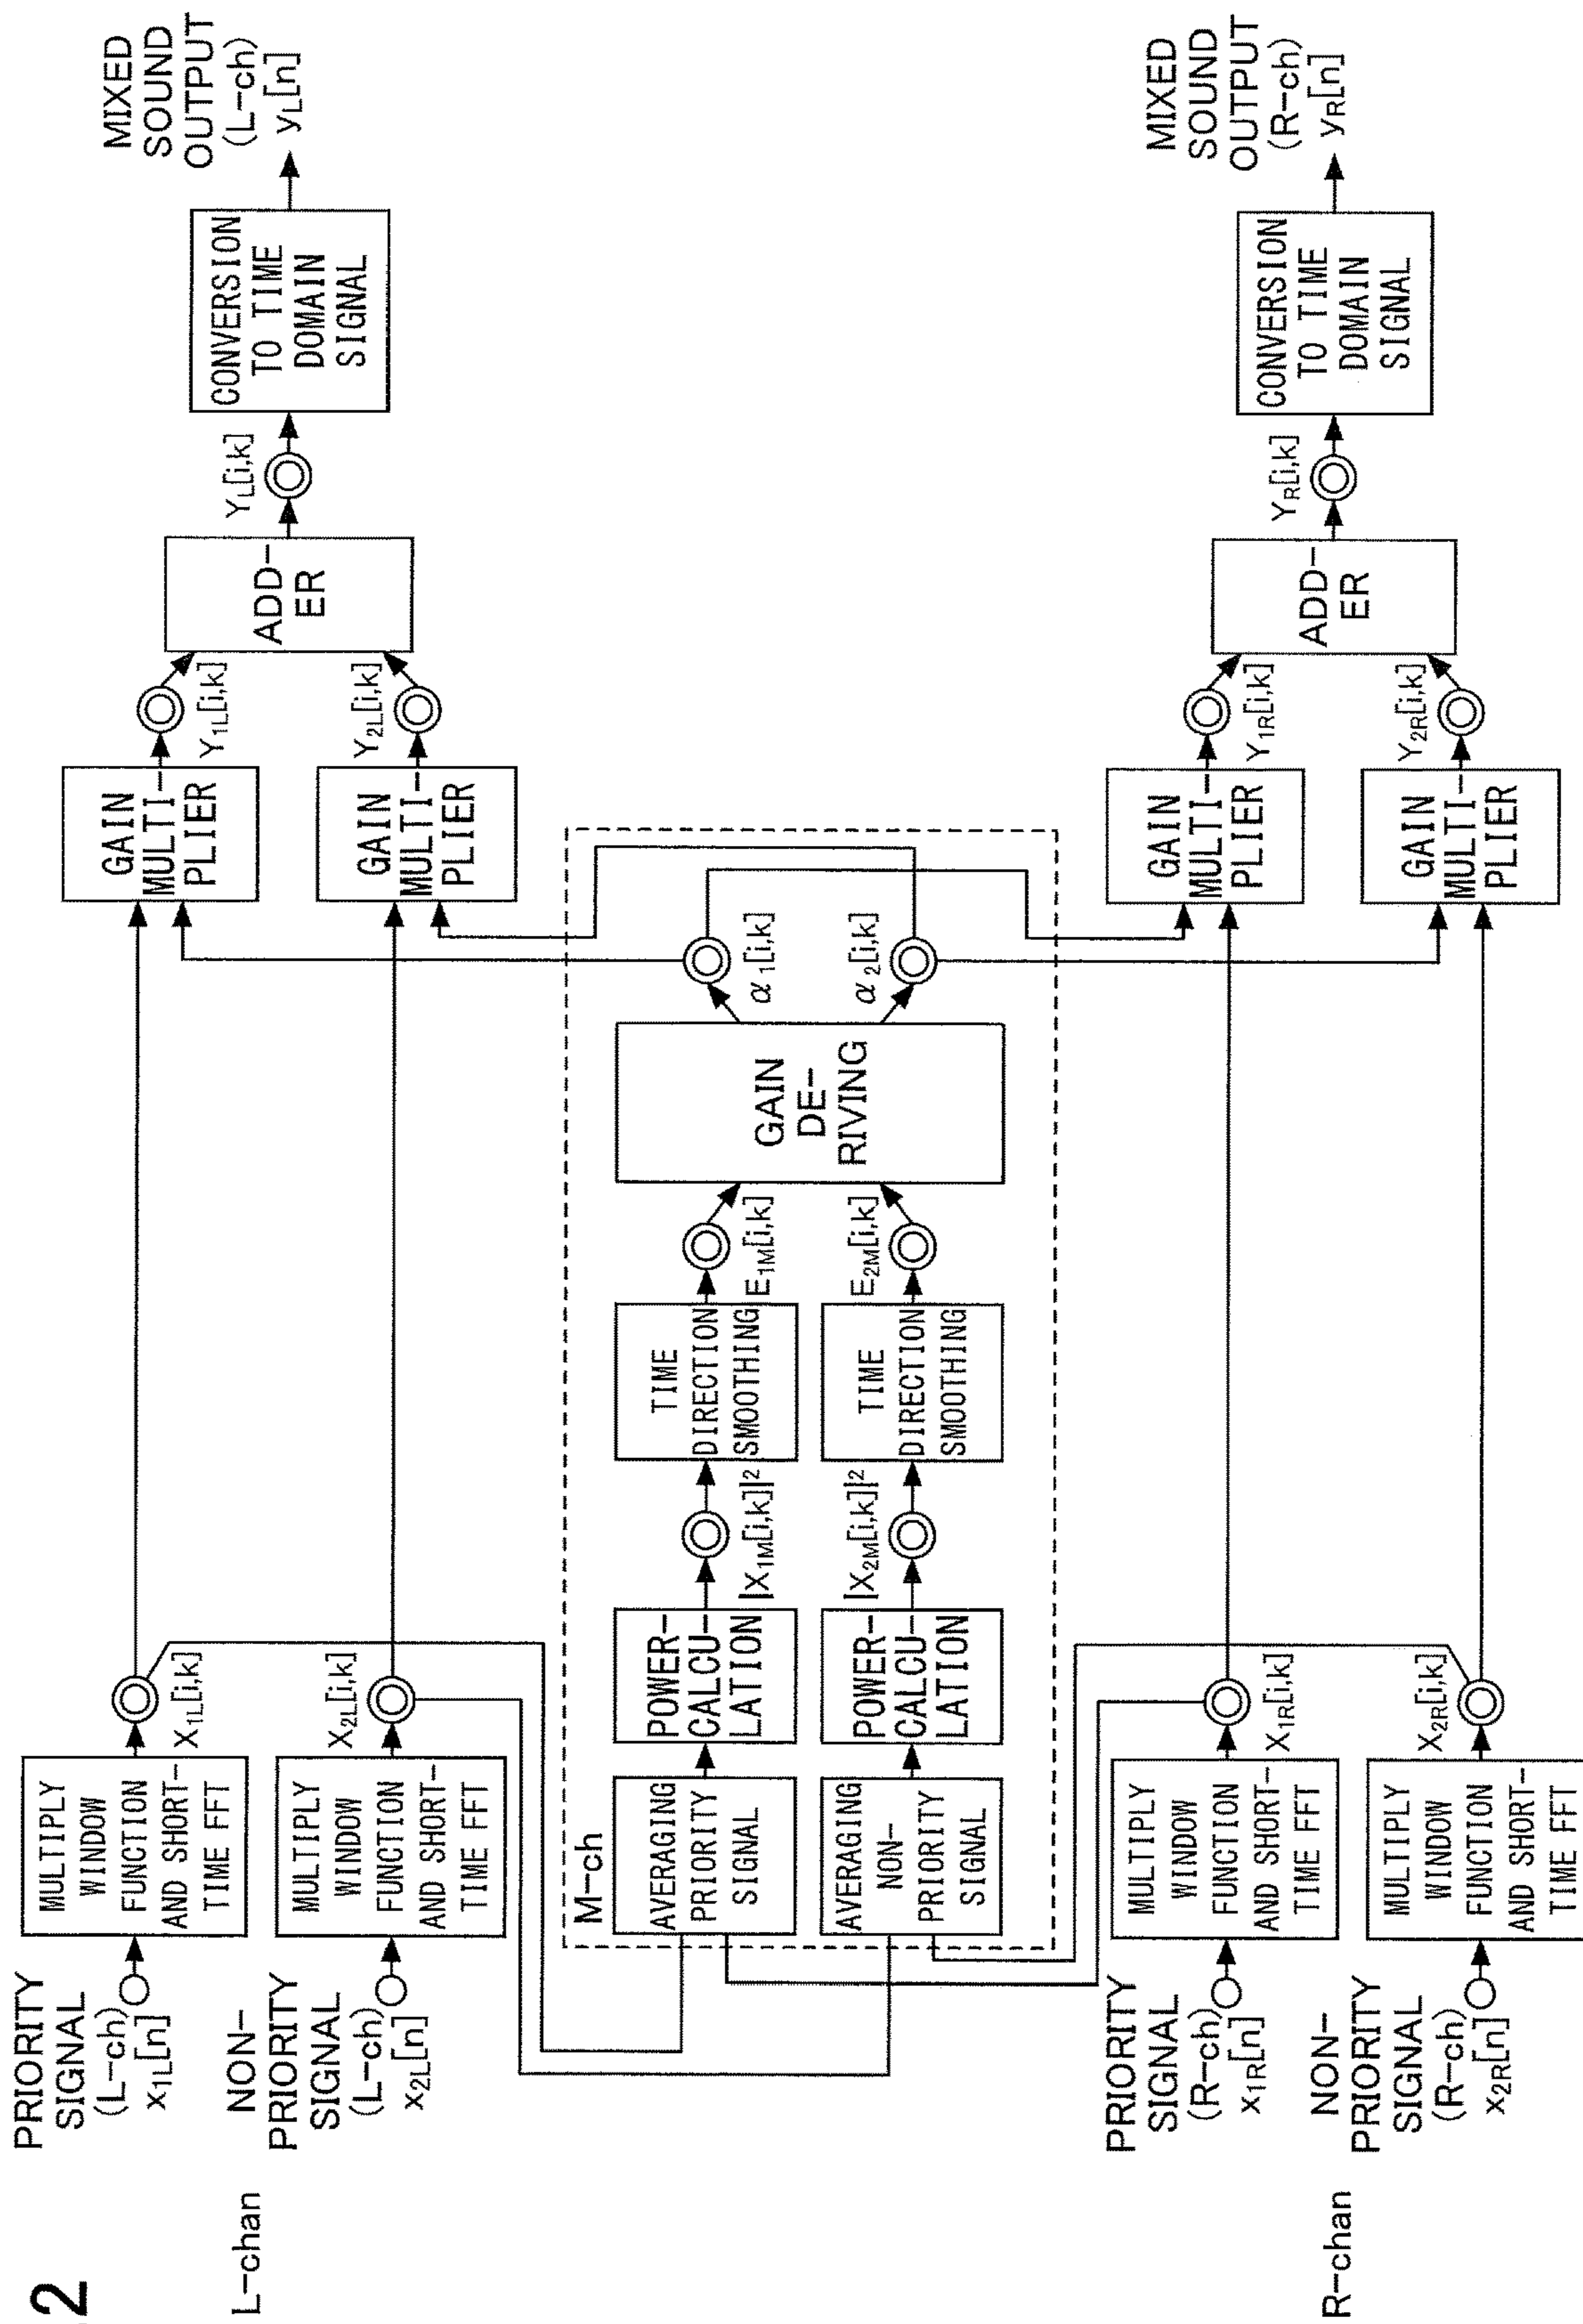 2
L-chan
PRIORITY
SIGNAL
(L-ch)
x1L[n]
MULTIPLY
WINDOW
FUNCTION
AND SHORT-
TIME FFT
X1L[i,k]
GAIN
MULTI-
PLIER
Y1L[i,k]
NON-
PRIORITY
SIGNAL
(L-ch)
x2L[n]
MULTIPLY
WINDOW
FUNCTION
AND SHORT-
TIME FFT
X2L[i,k]
GAIN
MULTI-
PLIER
Y2L[i,k]
ADD-
ER
YL[i,k]
CONVERSION
TO TIME
DOMAIN
SIGNAL
MIXED
SOUND
OUTPUT
(L-ch)
yL[n]
M-ch
AVERAGING
PRIORITY
SIGNAL
POWER-
CALCU-
LATION
|X1M[i,k]|²
TIME
DIRECTION
SMOOTHING
E1M[i,k]
AVERAGING
NON-
PRIORITY
SIGNAL
POWER-
CALCU-
LATION
|X2M[i,k]|²
TIME
DIRECTION
SMOOTHING
E2M[i,k]
GAIN
DE-
RIVING
α1[i,k]
α2[i,k]
R-chan
PRIORITY
SIGNAL
(R-ch)
x1R[n]
MULTIPLY
WINDOW
FUNCTION
AND SHORT-
TIME FFT
X1R[i,k]
GAIN
MULTI-
PLIER
Y1R[i,k]
NON-
PRIORITY
SIGNAL
(R-ch)
x2R[n]
MULTIPLY
WINDOW
FUNCTION
AND SHORT-
TIME FFT
X2R[i,k]
GAIN
MULTI-
PLIER
Y2R[i,k]
ADD-
ER
YR[i,k]
CONVERSION
TO TIME
DOMAIN
SIGNAL
MIXED
SOUND
OUTPUT
(R-ch)
yR[n]